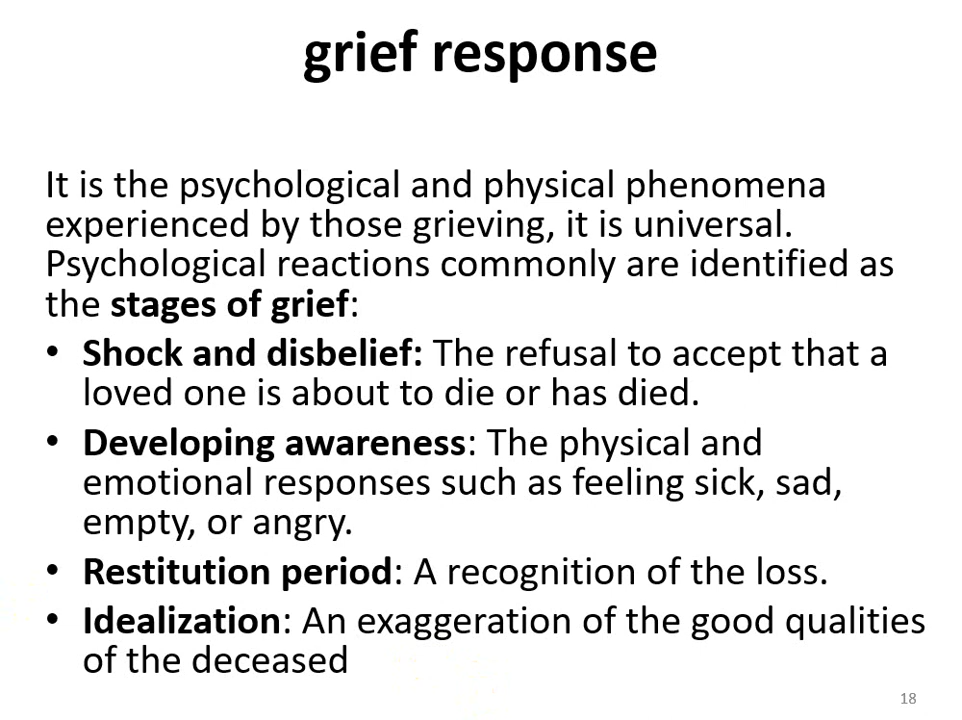 grief response
It is the psychological and physical phenomena
experienced by those grieving, it is universal.
Psychological reactions commonly are identified as
the stages of grief:
• Shock and disbelief: The refusal to accept that a
loved one is about to die or has died.
• Developing awareness: The physical and
emotional responses such as feeling sick, sad,
empty, or angry.
• Restitution period: A recognition of the loss.
• Idealization: An exaggeration of the good qualities
of the deceased
18